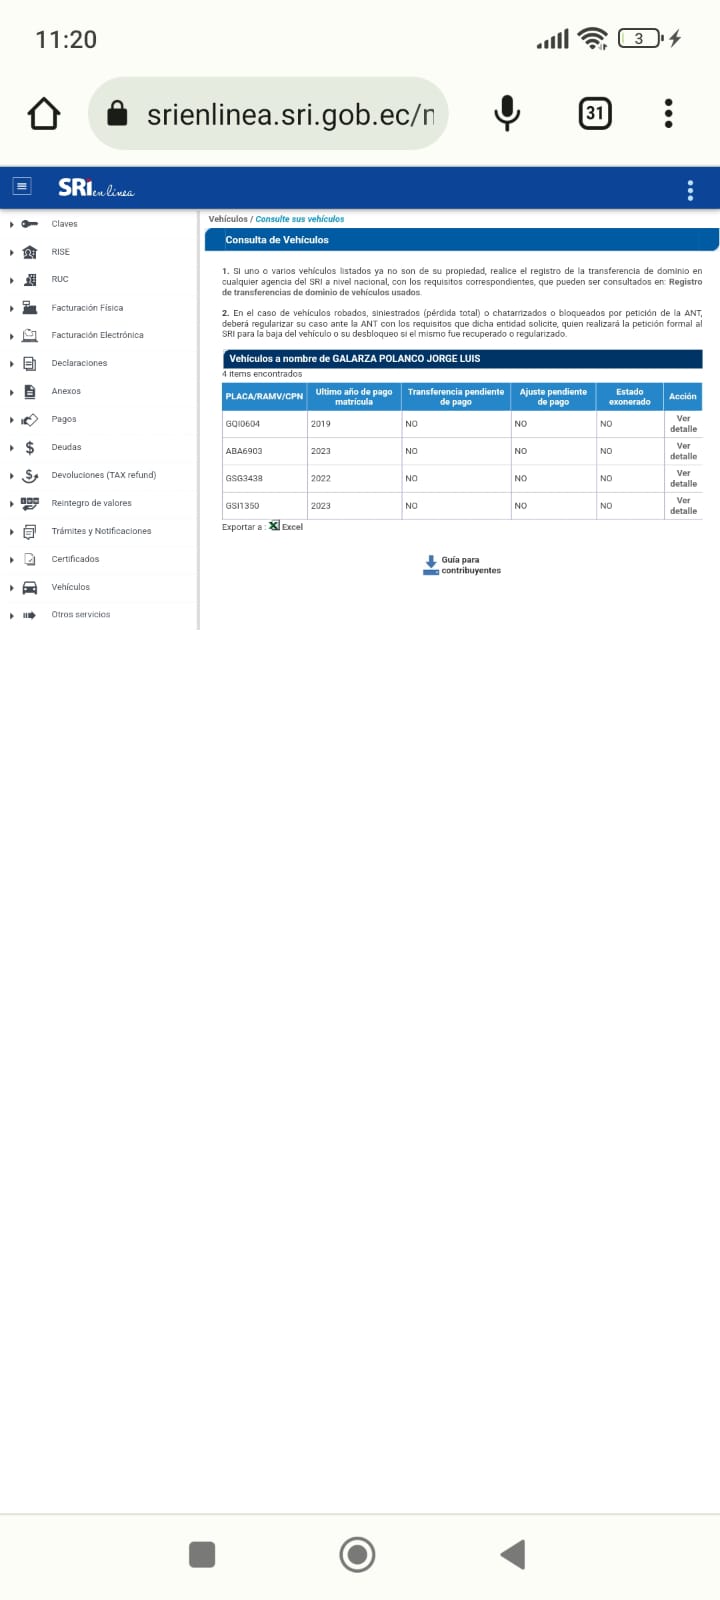 11:20
3
srienlinea.sri.gob.ec/n
31
SRi en línea
Vehículos / Consulte sus vehículos
Claves
RISE
RUC
Facturación Física
Facturación Electrónica
Declaraciones
Anexos
Pagos
Deudas
Devoluciones (TAX refund)
Reintegro de valores
Trámites y Notificaciones
Certificados
Vehículos
Otros servicios
Consulta de Vehículos
1. Si uno o varios vehículos listados ya no son de su propiedad, realice el registro de la transferencia de dominio en
cualquier agencia del SRI a nivel nacional, con los requisitos correspondientes, que pueden ser consultados en: Registro
de transferencias de dominio de vehículos usados.
2. En el caso de vehículos robados, siniestrados (pérdida total) o chatarrizados o bloqueados por petición de la ANT,
deberá regularizar su caso ante la ANT con los requisitos que dicha entidad solicite, quien realizará la petición formal al
SRI para la baja del vehículo o su desbloqueo si el mismo fue recuperado o regularizado.
Vehículos a nombre de GALARZA POLANCO JORGE LUIS
4 items encontrados
PLACA/RAMV/CPN Ultimo año de pago matrícula Transferencia pendiente de pago Ajuste pendiente de pago Estado exonerado Acción
GQI0604 2019 NO NO NO Ver detalle
ABA6903 2023 NO NO NO Ver detalle
GSG3438 2022 NO NO NO Ver detalle
GSI1350 2023 NO NO NO Ver detalle
Exportar a : Excel
Guía para
contribuyentes